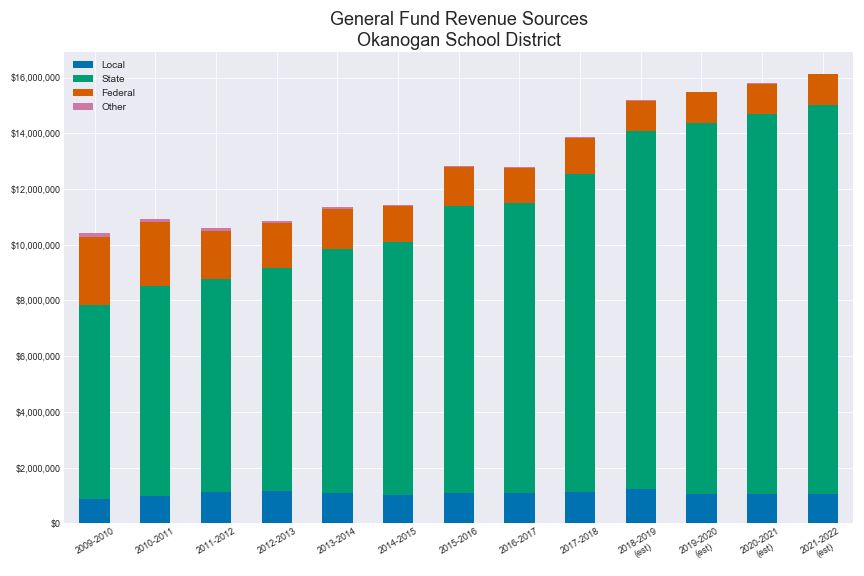 General Fund Revenue Sources
Okanogan School District
Local
State
Federal
Other
$16,000,000
$14,000,000
$12,000,000
$10,000,000
$8,000,000
$6,000,000
$4,000,000
$2,000,000
$0
2009-2010
2010-2011
2011-2012
2012-2013
2013-2014
2014-2015
2015-2016
2016-2017
2017-2018
2018-2019
(est)
2019-2020
(est)
2020-2021
(est)
2021-2022
(est)